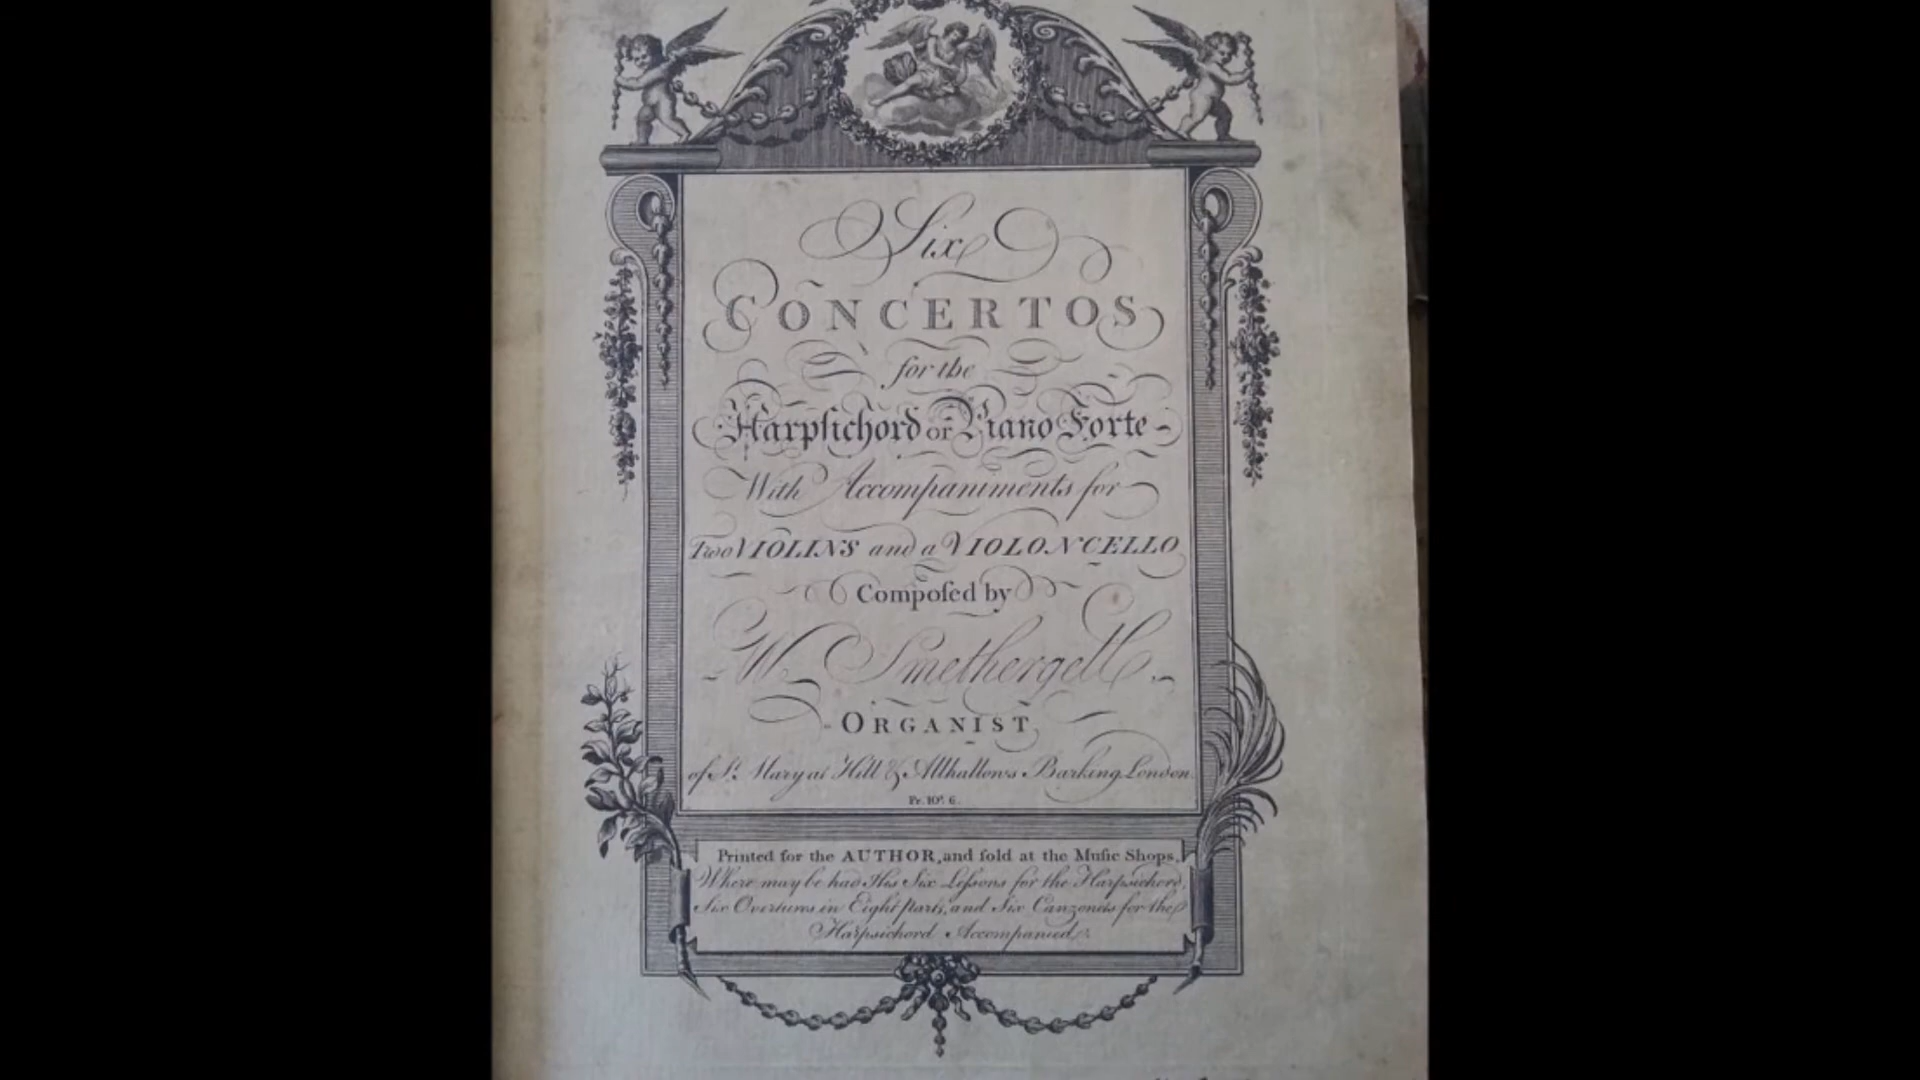 Six
CONCERTOS
for the
Harpſichord or Piano Forte
With Accompaniments for
Two VIOLINS and a VIOLONCELLO
Compoſed by
W. Smethergell.
ORGANIST
of St. Mary at Hill & Allhallows Barking London.
Pr. 10s. 6.
Printed for the AUTHOR, and ſold at the Muſic Shops,
Where may be had His Six Leſsons for the Harpsichord,
Six Overtures in Eight parts, and Six Canzonets for the
Harpsichord Accompanied.